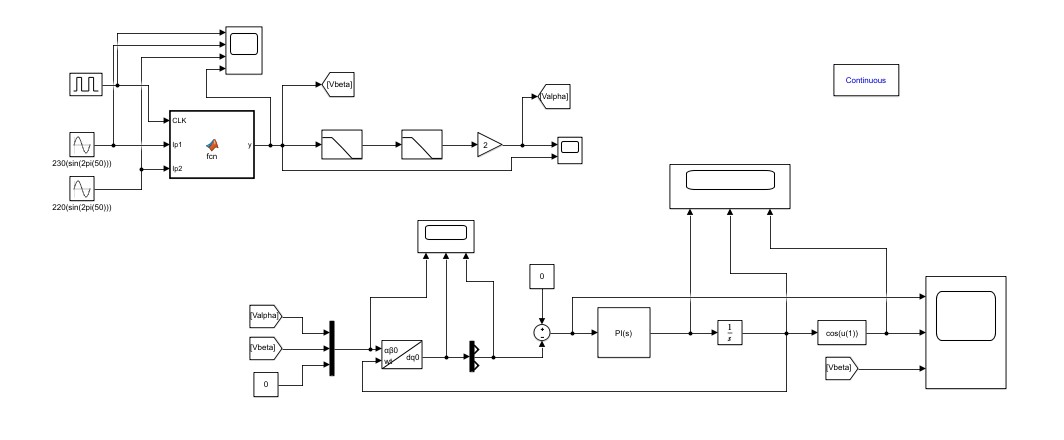 [Vbeta]
Continuous
[Valpha]
CLK
Ip1
fcn
y
2
230(sin(2pi(50)))
Ip2
220(sin(2pi(50)))
0
[Valpha]
+
−
PI(s)
1
s
cos(u(1))
[Vbeta]
αβ0
wt
dq0
[Vbeta]
0